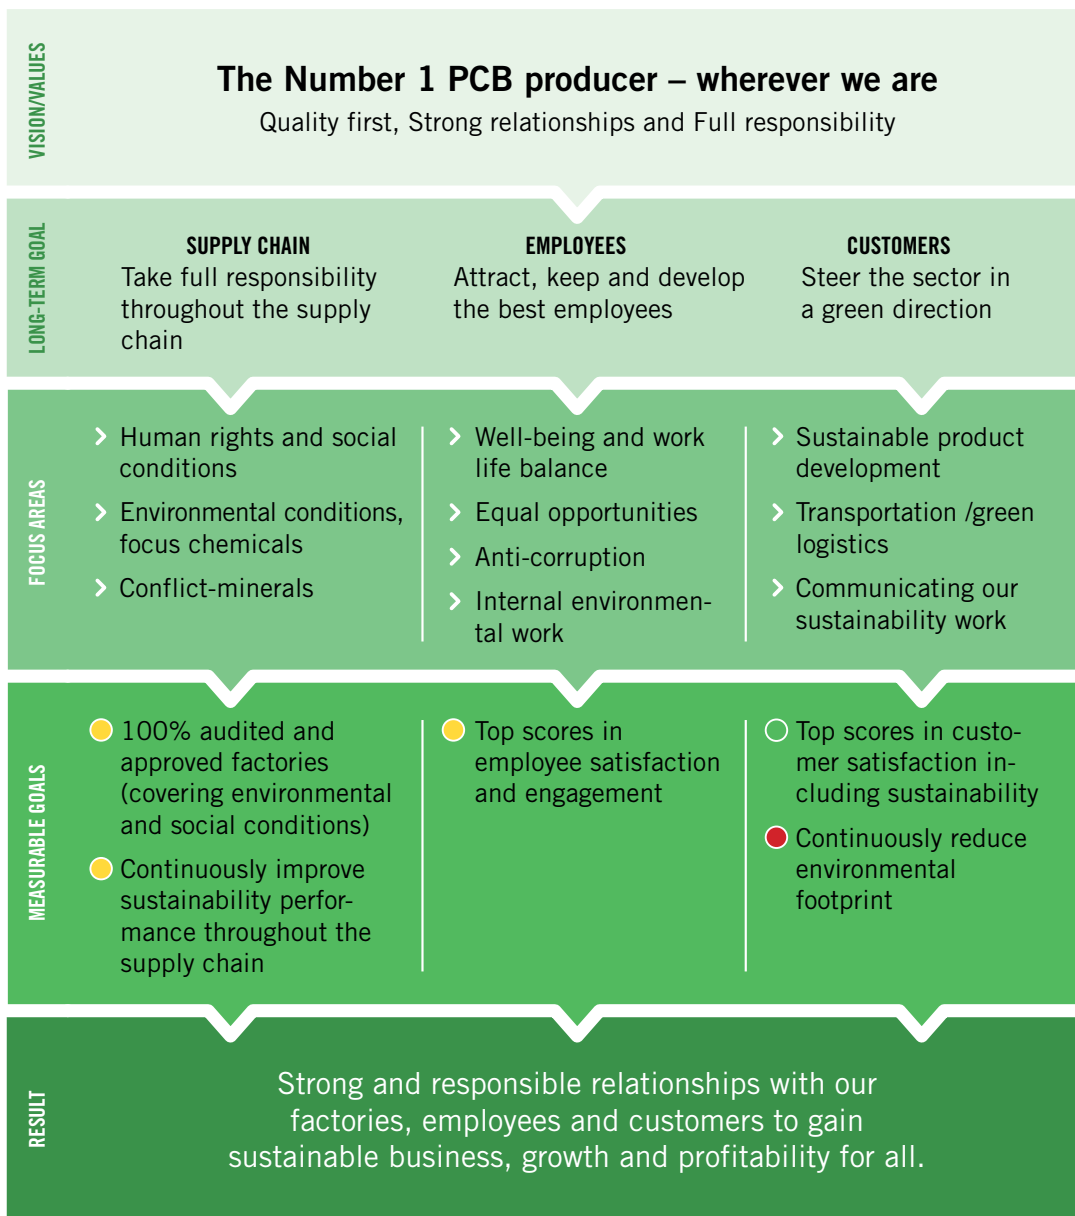 VISION/VALUES
The Number 1 PCB producer – wherever we are
Quality first, Strong relationships and Full responsibility
LONG-TERM GOAL
SUPPLY CHAIN
Take full responsibility
throughout the supply
chain
EMPLOYEES
Attract, keep and develop
the best employees
CUSTOMERS
Steer the sector in
a green direction
FOCUS AREAS
Human rights and social
conditions
Environmental conditions,
focus chemicals
Conflict-minerals
Well-being and work
life balance
Equal opportunities
Anti-corruption
Internal environmen-
tal work
Sustainable product
development
Transportation /green
logistics
Communicating our
sustainability work
MEASURABLE GOALS
100% audited and
approved factories
(covering environmental
and social conditions)
Continuously improve
sustainability perfor-
mance throughout the
supply chain
Top scores in
employee satisfaction
and engagement
Top scores in custo-
mer satisfaction in-
cluding sustainability
Continuously reduce
environmental
footprint
RESULT
Strong and responsible relationships with our
factories, employees and customers to gain
sustainable business, growth and profitability for all.